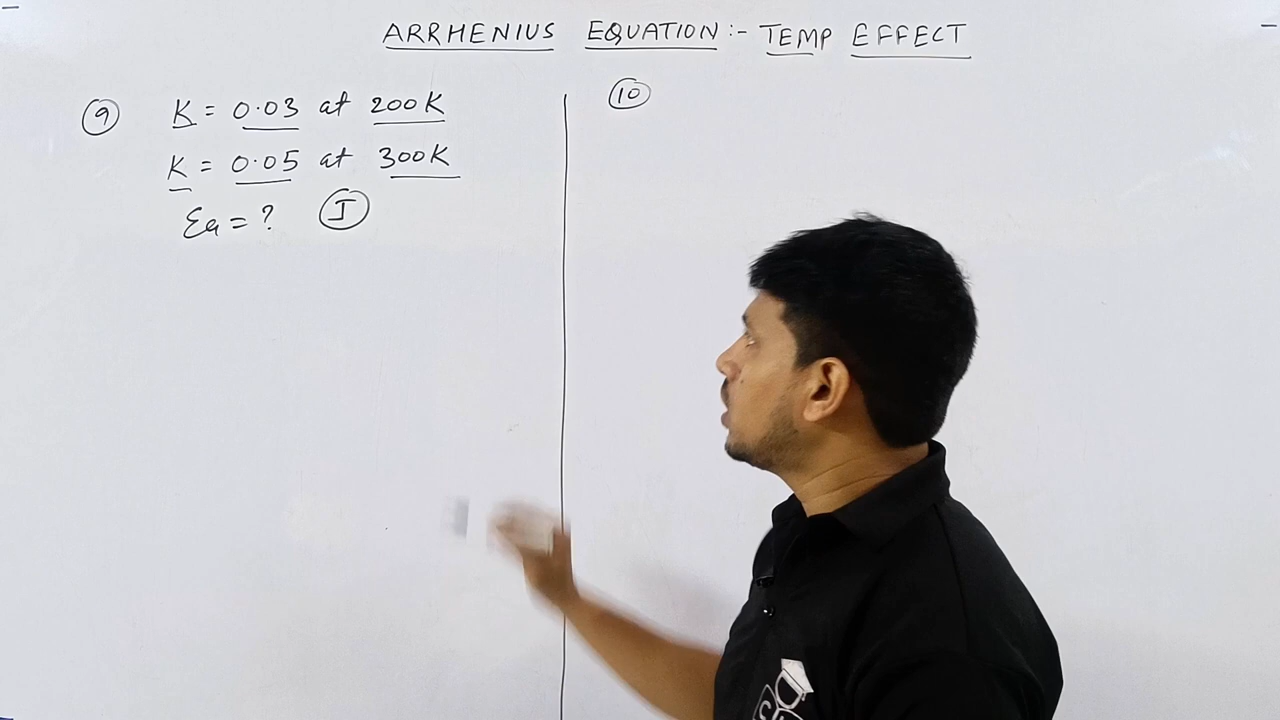 ARRHENIUS EQUATION :- TEMP EFFECT
9 K = 0.03 at 200K
K = 0.05 at 300K
Ea = ? I
10